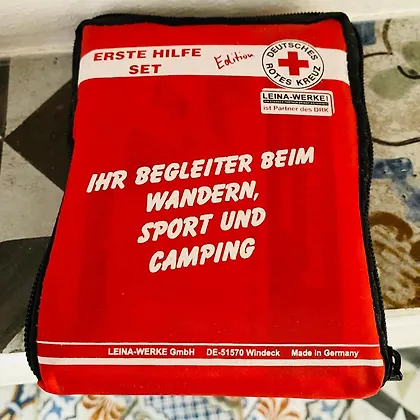 ERSTE HILFE
SET
Edition
DEUTSCHES
ROTES KREUZ
LEINA-WERKE
ist Partner des DRK
IHR BEGLEITER BEIM
WANDERN,
SPORT UND
CAMPING
LEINA-WERKE GmbH DE-51570 Windeck Made in Germany